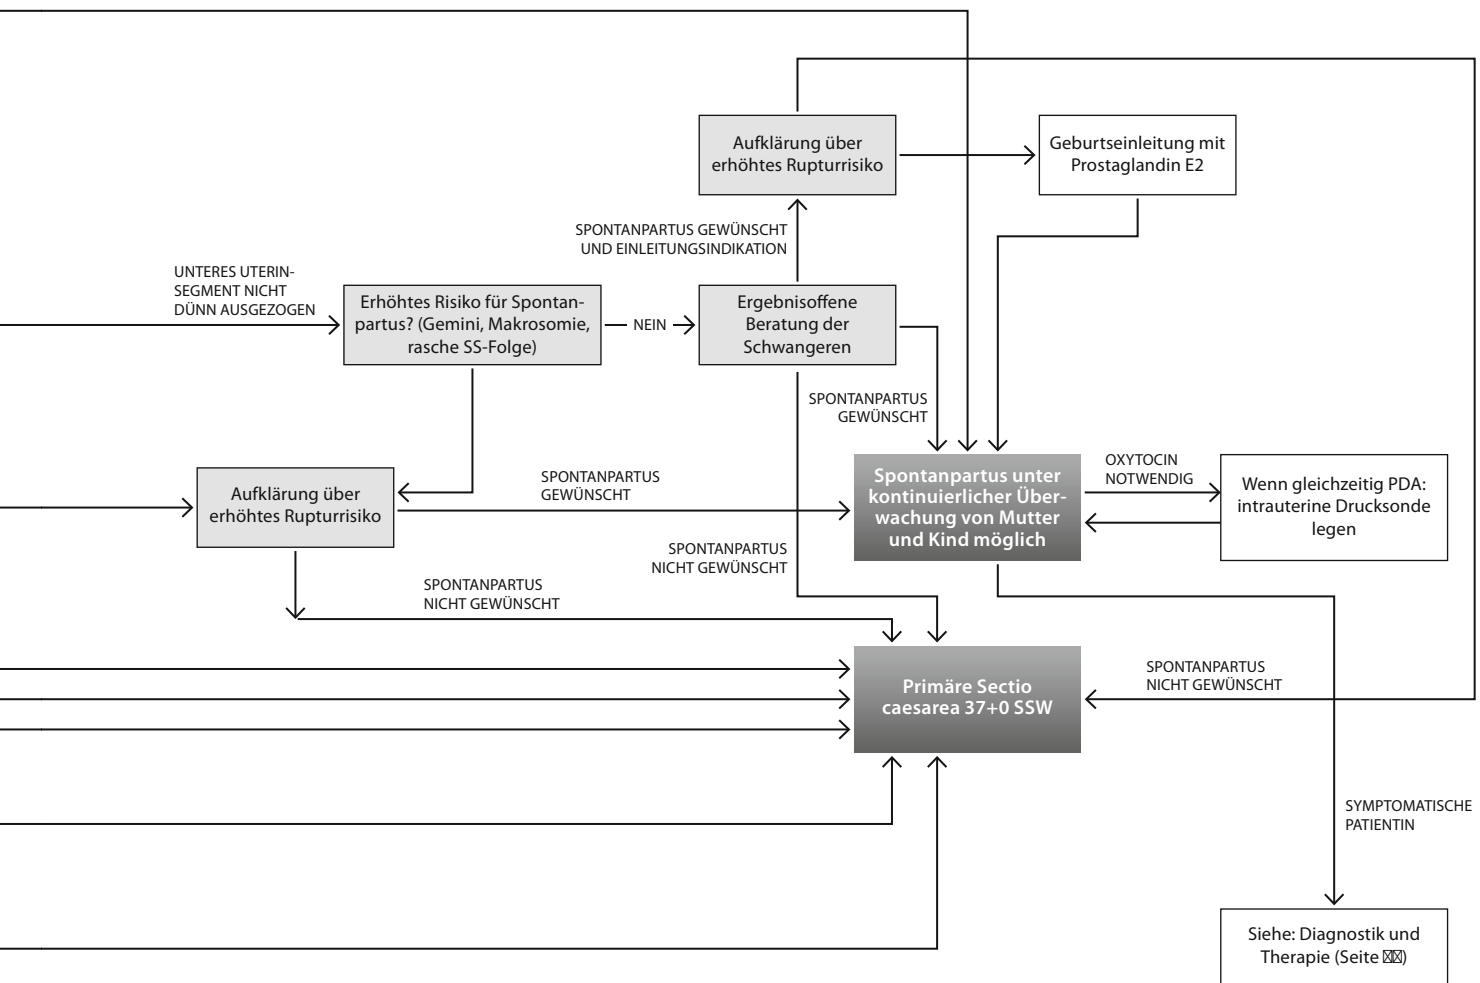 Aufklärung über
erhöhtes Rupturrisiko
Geburtseinleitung mit
Prostaglandin E2
SPONTANPARTUS GEWÜNSCHT
UND EINLEITUNGSINDIKATION
UNTERES UTERIN-
SEGMENT NICHT
DÜNN AUSGEZOGEN
Erhöhtes Risiko für Spontan-
partus? (Gemini, Makrosomie,
rasche SS-Folge)
NEIN
Ergebnisoffene
Beratung der
Schwangeren
SPONTANPARTUS
GEWÜNSCHT
Aufklärung über
erhöhtes Rupturrisiko
SPONTANPARTUS
GEWÜNSCHT
Spontanpartus unter
kontinuierlicher Über-
wachung von Mutter
und Kind möglich
OXYTOCIN
NOTWENDIG
Wenn gleichzeitig PDA:
intrauterine Drucksonde
legen
SPONTANPARTUS
NICHT GEWÜNSCHT
SPONTANPARTUS
NICHT GEWÜNSCHT
Primäre Sectio
caesarea 37+0 SSW
SPONTANPARTUS
NICHT GEWÜNSCHT
SYMPTOMATISCHE
PATIENTIN
Siehe: Diagnostik und
Therapie (Seite )